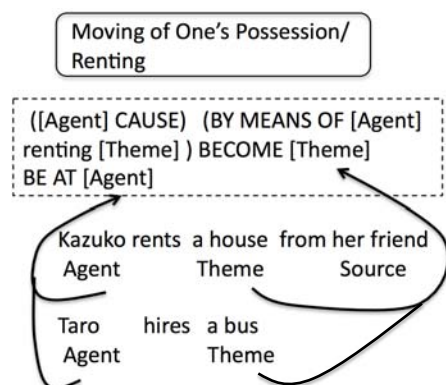 Moving of One's Possession/
Renting
([Agent] CAUSE) (BY MEANS OF [Agent]
renting [Theme] ) BECOME [Theme]
BE AT [Agent]
Kazuko rents a house from her friend
Agent Theme Source
Taro hires a bus
Agent Theme